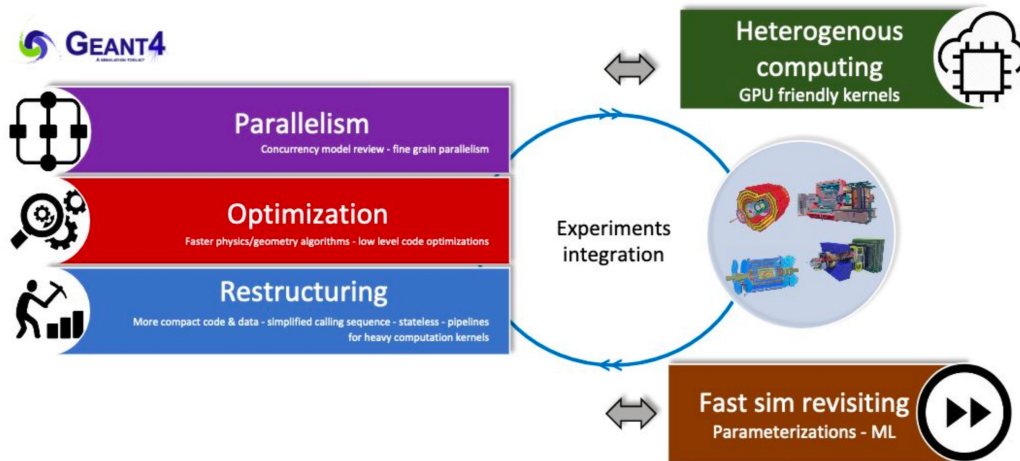 GEANT4
A SIMULATION TOOLKIT
Heterogenous
computing
GPU friendly kernels
Parallelism
Concurrency model review - fine grain parallelism
Optimization
Faster physics/geometry algorithms - low level code optimizations
Restructuring
More compact code & data - simplified calling sequence - stateless - pipelines
for heavy computation kernels
Experiments
integration
Fast sim revisiting
Parameterizations - ML